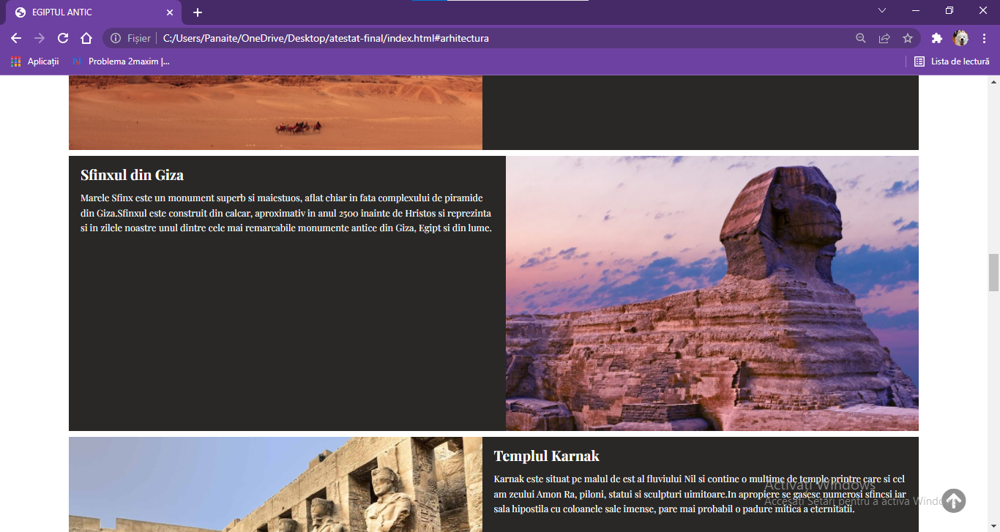 EGIPTUL ANTIC
Fișier
C:/Users/Panaite/OneDrive/Desktop/atestat-final/index.html#arhitectura
Aplicații
Problema 2maxim |...
Lista de lectură
Sfinxul din Giza
Marele Sfinx este un monument superb si maiestuos, aflat chiar in fata complexului de piramide
din Giza.Sfinxul este construit din calcar, aproximativ in anul 2500 inainte de Hristos si reprezinta
si in zilele noastre unul dintre cele mai remarcabile monumente antice din Giza, Egipt si din lume.
Templul Karnak
Karnak este situat pe malul de est al fluviului Nil si contine o multime de temple printre care si cel
am zeului Amon Ra, piloni, statui si sculpturi uimitoare.In apropiere se gasesc numerosi sfincsi iar
sala hipostila cu coloanele sale imense, pare mai probabil o padure mitica a eternitatii.
Activați Windows
Accesați Setări pentru a activa Windows